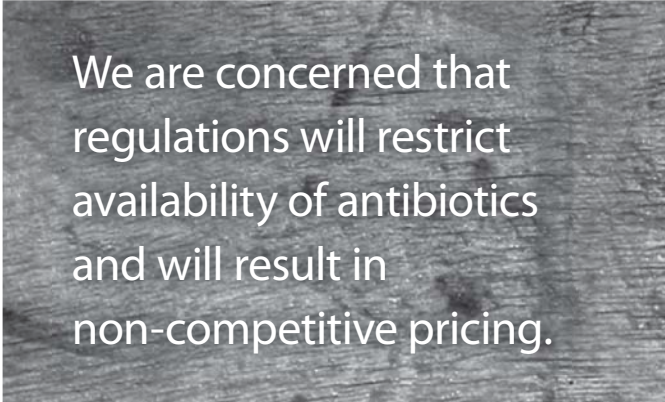 We are concerned that
regulations will restrict
availability of antibiotics
and will result in
non-competitive pricing.